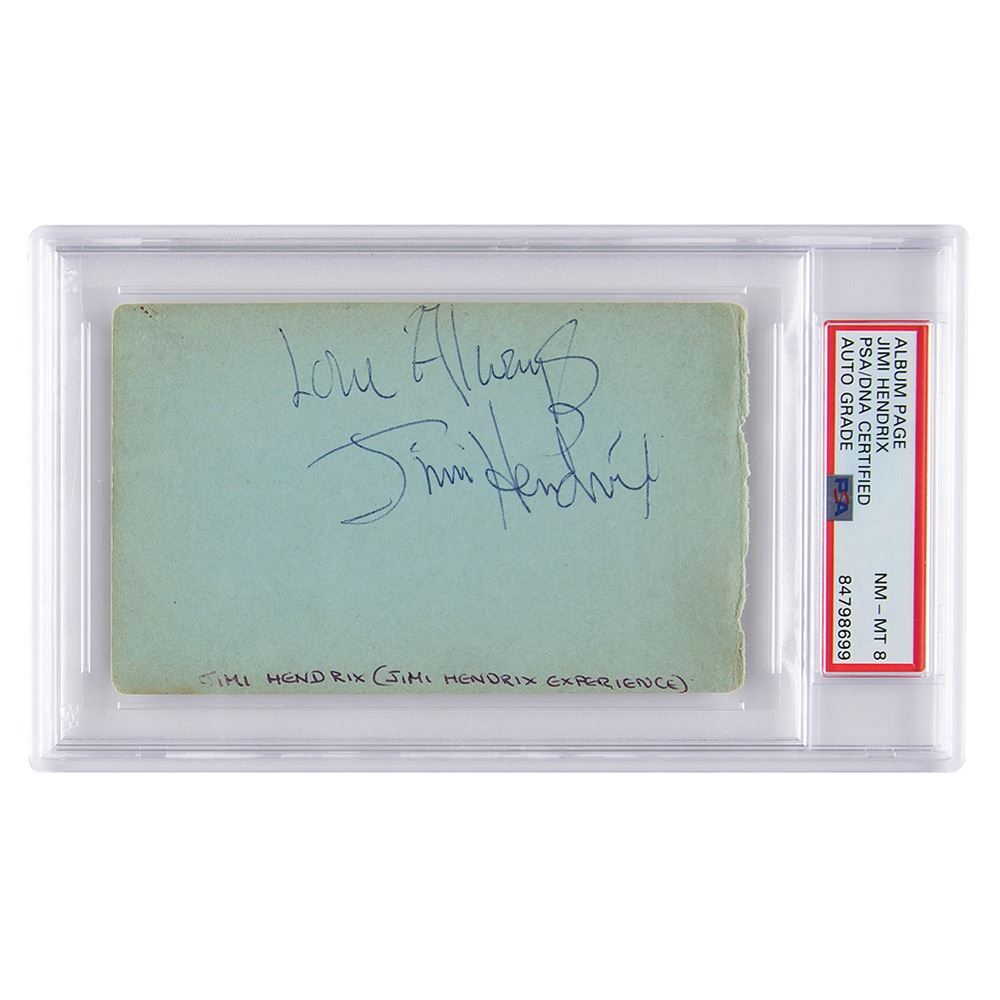 Love Always
Jimi Hendrix
JIMI HENDRIX (JIMI HENDRIX EXPERIENCE)
ALBUM PAGE
JIMI HENDRIX
PSA/DNA CERTIFIED
AUTO GRADE
PSA
NM – MT 8
84798699